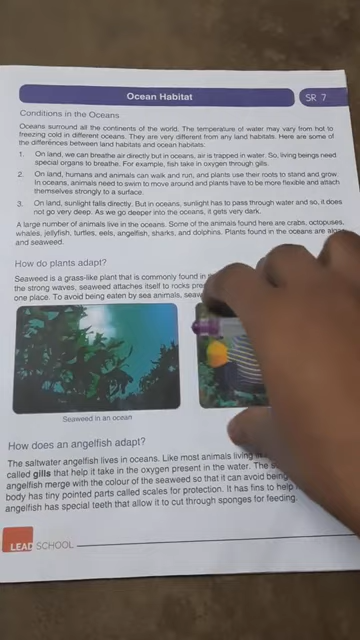 Ocean Habitat
SR 7
Conditions in the Oceans
Oceans surround all the continents of the world. The temperature of water may vary from hot to
freezing cold in different oceans. They are very different from any land habitats. Here are some of
the differences between land habitats and ocean habitats:
1. On land, we can breathe air directly but in oceans, air is trapped in water. So, living beings need
special organs to breathe. For example, fish take in oxygen through gills.
2. On land, humans and animals can walk and run, and plants use their roots to stand and grow.
In oceans, animals need to swim to move around and plants have to be more flexible and attach
themselves strongly to a surface.
3. On land, sunlight falls directly. But in oceans, sunlight has to pass through water and so, it does
not go very deep. As we go deeper into the oceans, it gets very dark.
A large number of animals live in the oceans. Some of the animals found here are crabs, octopuses,
whales, jellyfish, turtles, eels, angelfish, sharks, and dolphins. Plants found in the oceans are algae
and seaweed.
How do plants adapt?
Seaweed is a grass-like plant that is commonly found in
the strong waves, seaweed attaches itself to rocks
one place. To avoid being eaten by sea animals,
Seaweed in an ocean
How does an angelfish adapt?
The saltwater angelfish lives in oceans. Like most animals living
called gills that help it take in the oxygen present in the water. The
angelfish merge with the colour of the seaweed so that it can avoid being
body has tiny pointed parts called scales for protection. It has fins to help
angelfish has special teeth that allow it to cut through sponges for feeding.
LEAD SCHOOL